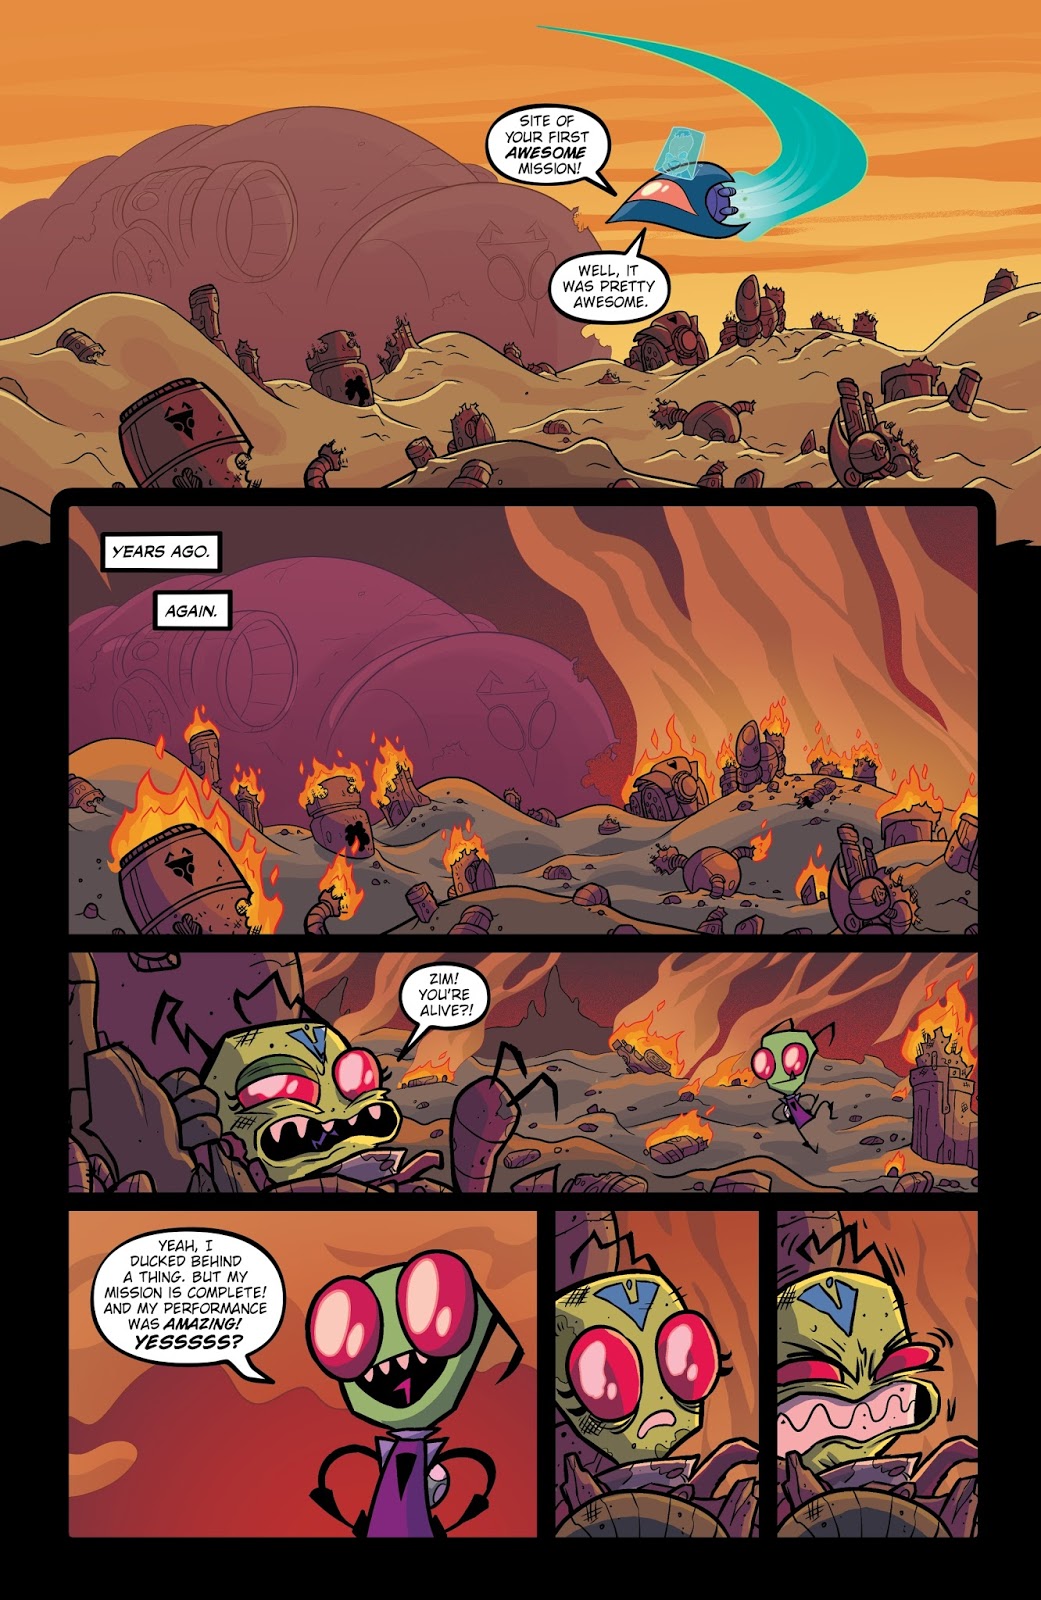 SITE OF
YOUR FIRST
AWESOME
MISSION!
WELL, IT
WAS PRETTY
AWESOME.
YEARS AGO.
AGAIN.
ZIM!
YOU'RE
ALIVE?!
YEAH, I
DUCKED BEHIND
A THING. BUT MY
MISSION IS COMPLETE!
AND MY PERFORMANCE
WAS AMAZING!
YESSSSS?